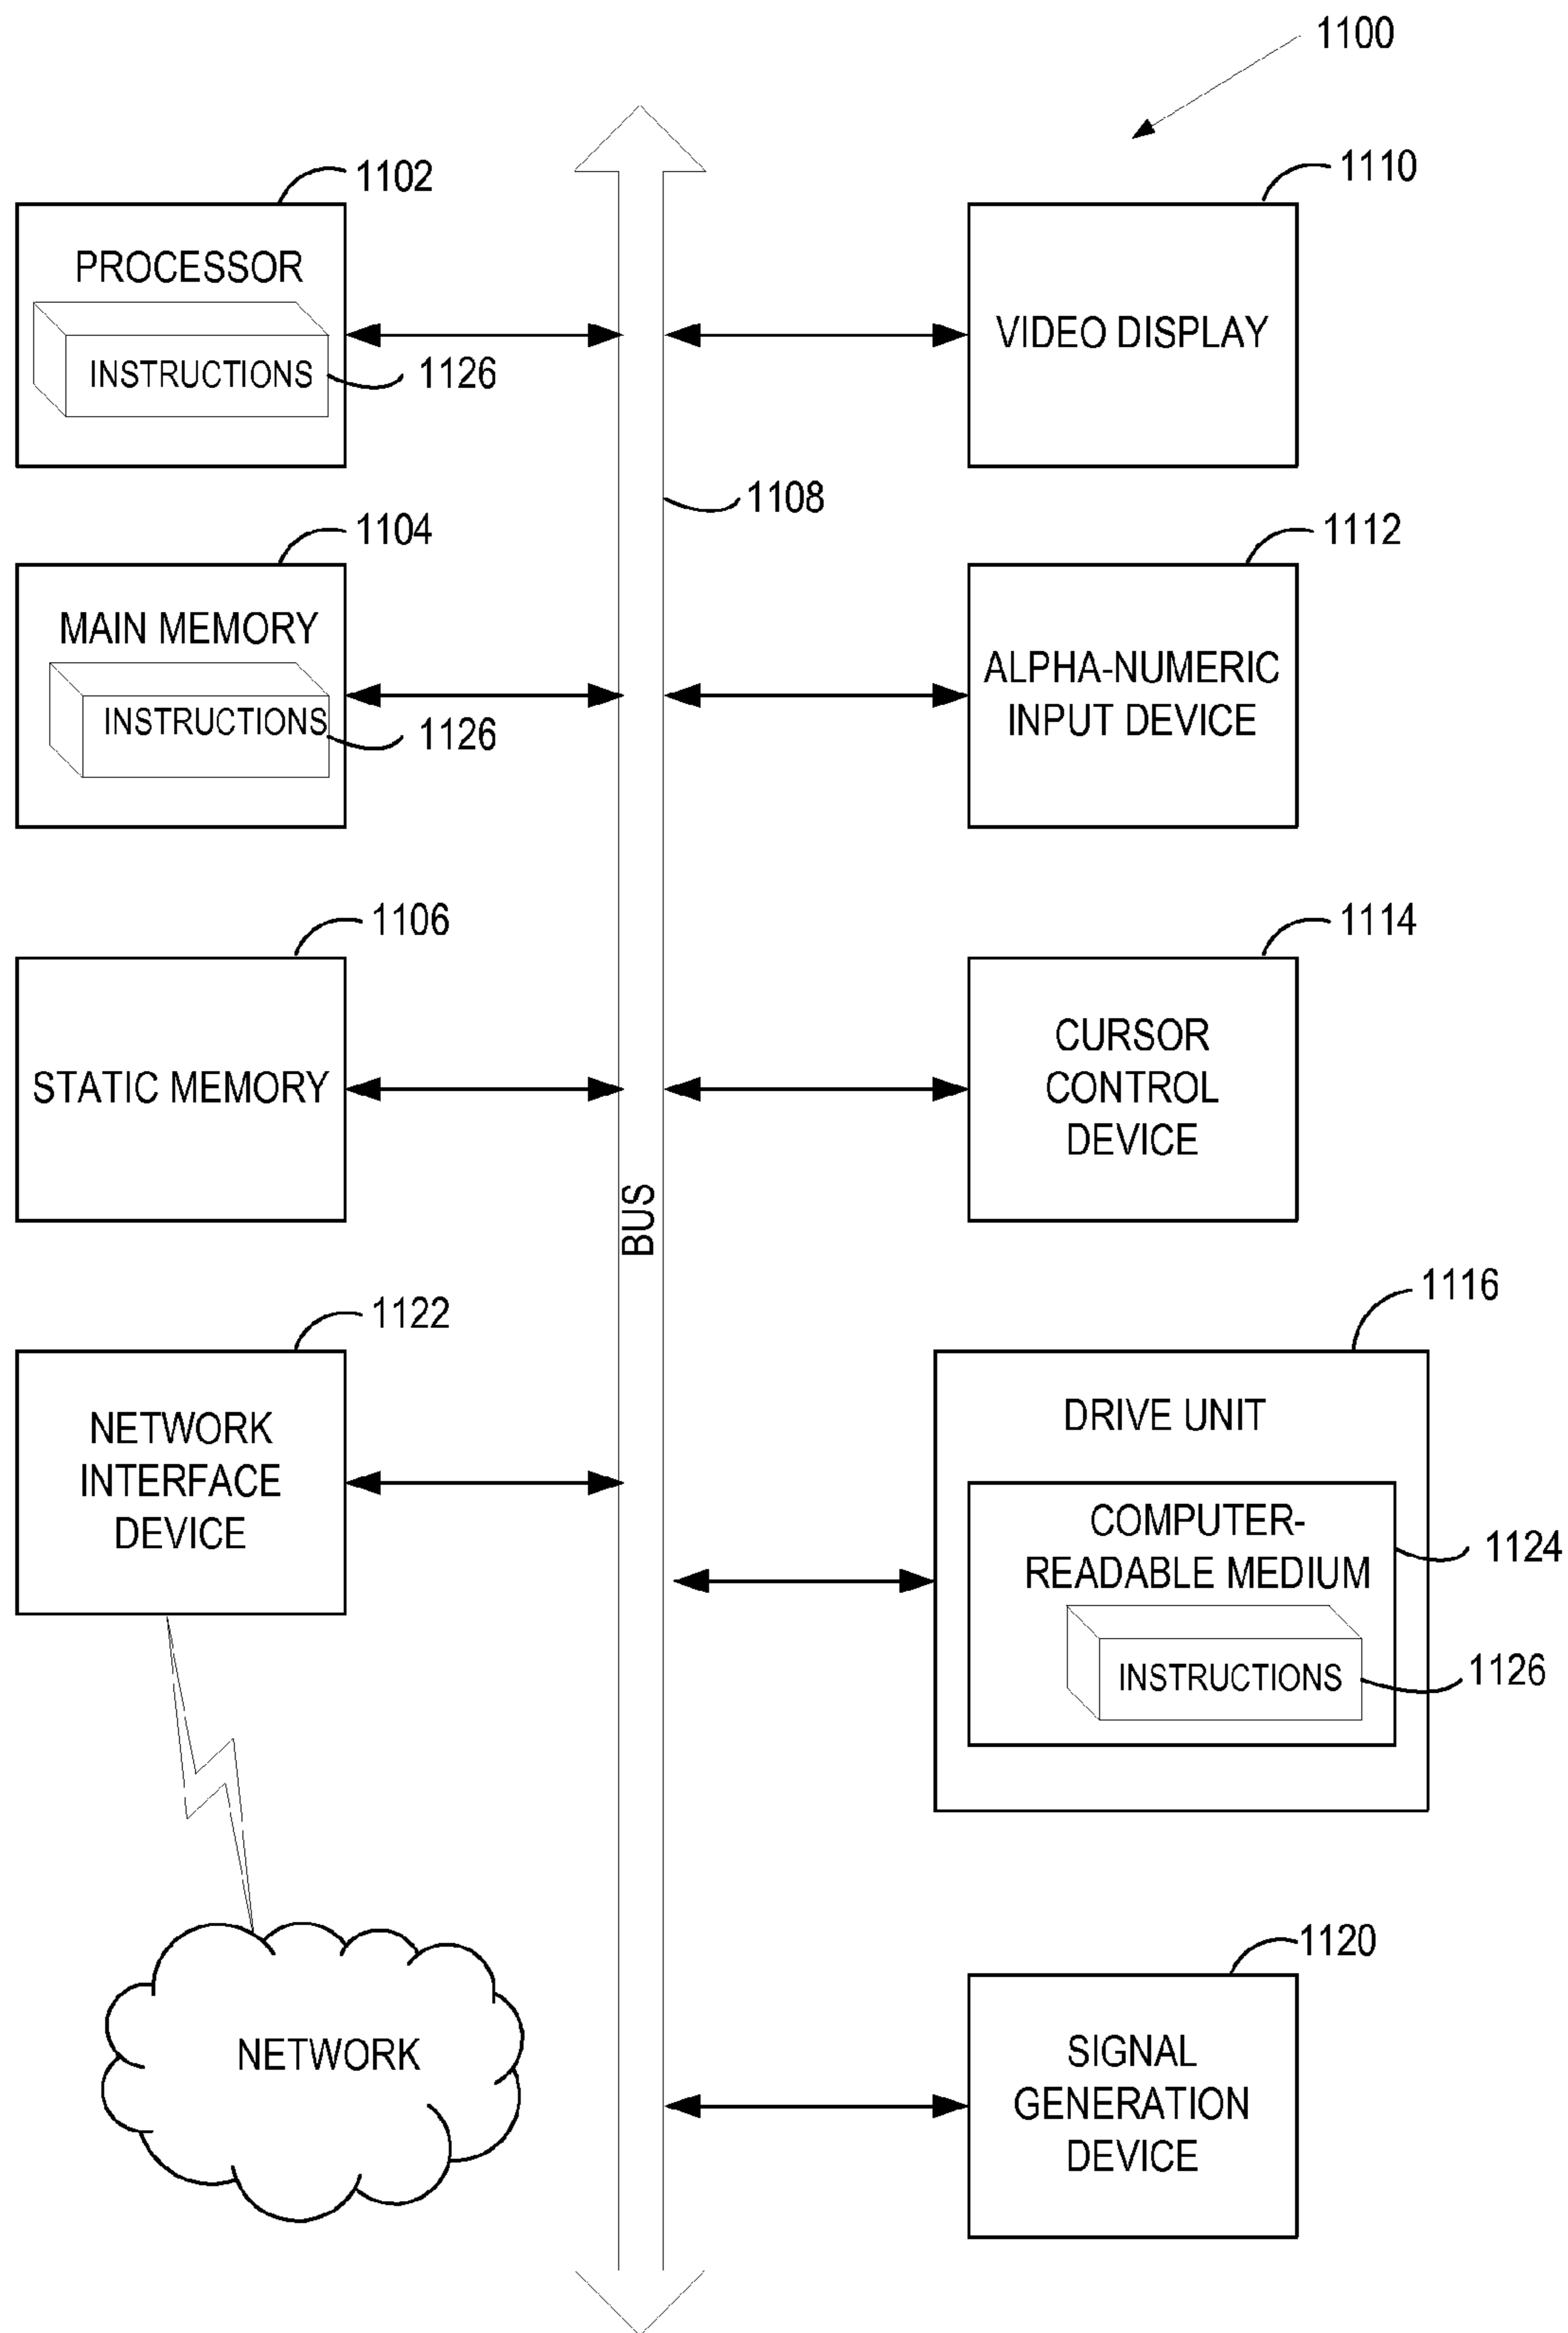 1100
1102
PROCESSOR
INSTRUCTIONS
1126
1110
VIDEO DISPLAY
1108
1104
MAIN MEMORY
INSTRUCTIONS
1126
1112
ALPHA-NUMERIC
INPUT DEVICE
1106
STATIC MEMORY
1114
CURSOR
CONTROL
DEVICE
BUS
1122
NETWORK
INTERFACE
DEVICE
1116
DRIVE UNIT
COMPUTER-
READABLE MEDIUM
1124
INSTRUCTIONS
1126
NETWORK
1120
SIGNAL
GENERATION
DEVICE